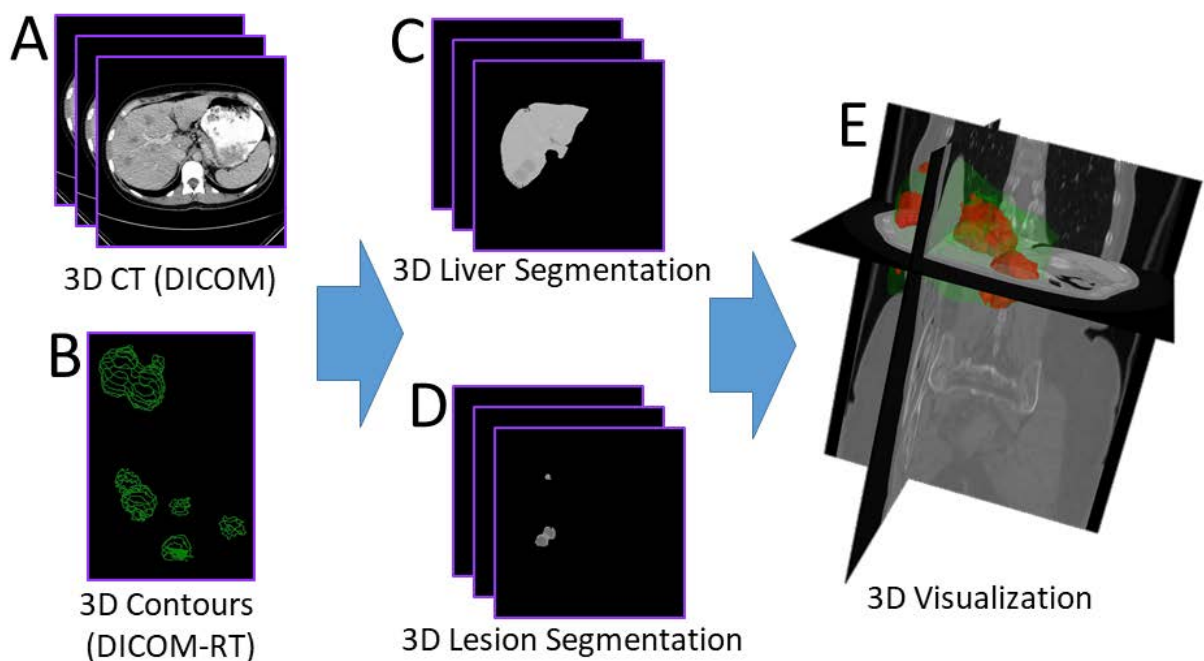 A
3D CT (DICOM)
B
3D Contours
(DICOM-RT)
C
3D Liver Segmentation
D
3D Lesion Segmentation
E
3D Visualization